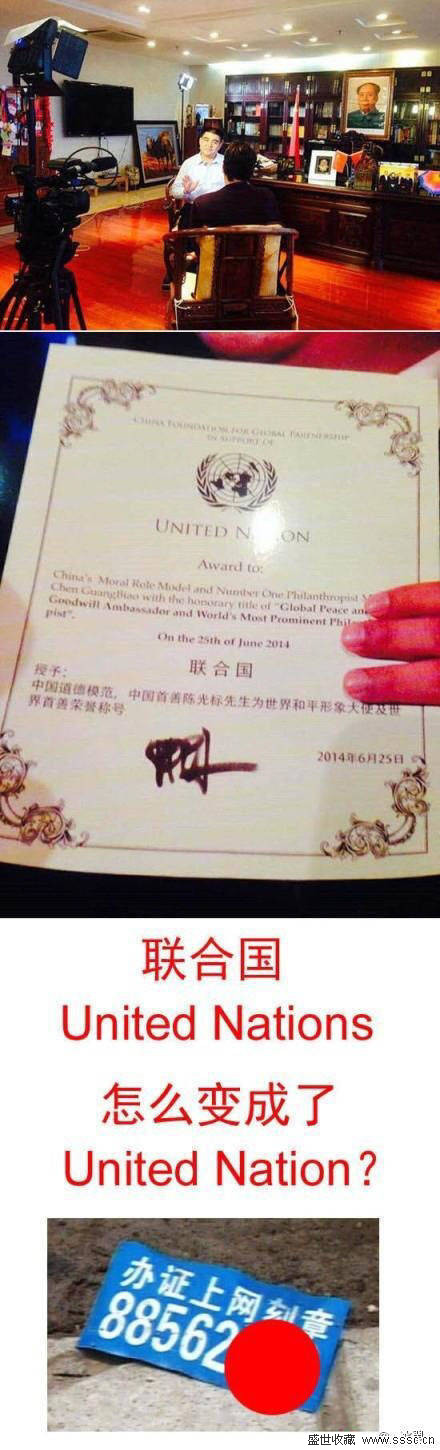 CHINA FOUNDATION FOR GLOBAL PARTNERSHIP
IN SUPPORT OF
UNITED NATION
Award to:
China's Moral Role Model and Number One Philanthropist M
Chen GuangBiao with the honorary title of "Global Peace an
Goodwill Ambassador and World's Most Prominent Phil
pist".
On the 25th of June 2014
联合国
授予:
中国道德模范，中国首善陈光标先生为世界和平形象大使及世
界首善荣誉称号
2014年6月25日
联合国
United Nations
怎么变成了
United Nation？
办证上网刻章
88562
盛世收藏 www.sssc.cn